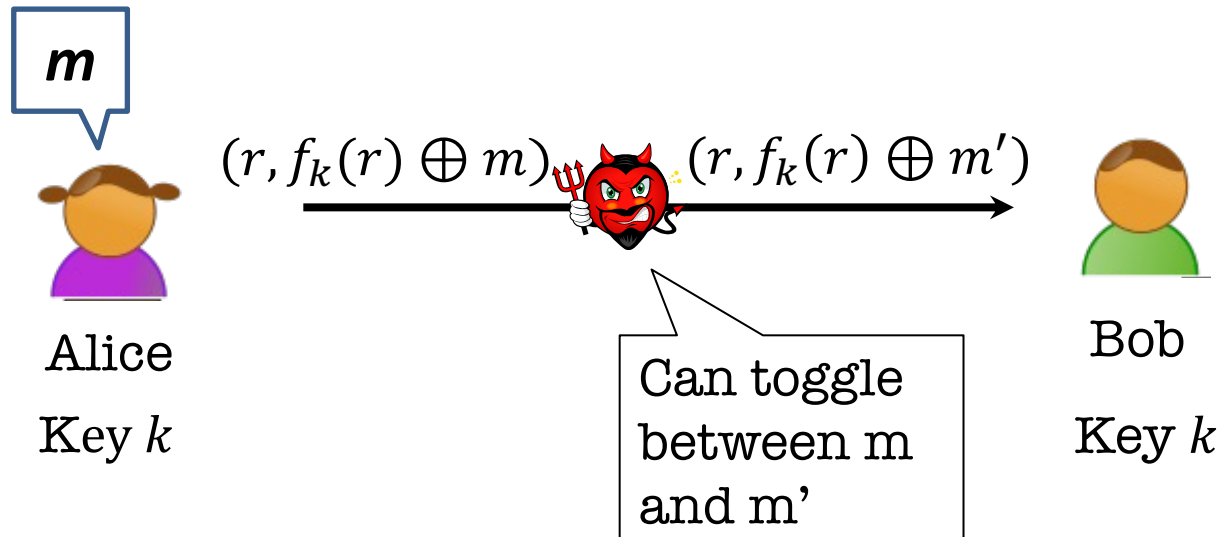 m
(r, f_k(r) ⊕ m)
(r, f_k(r) ⊕ m′)
Alice
Key k
Bob
Key k
Can toggle
between m
and m’